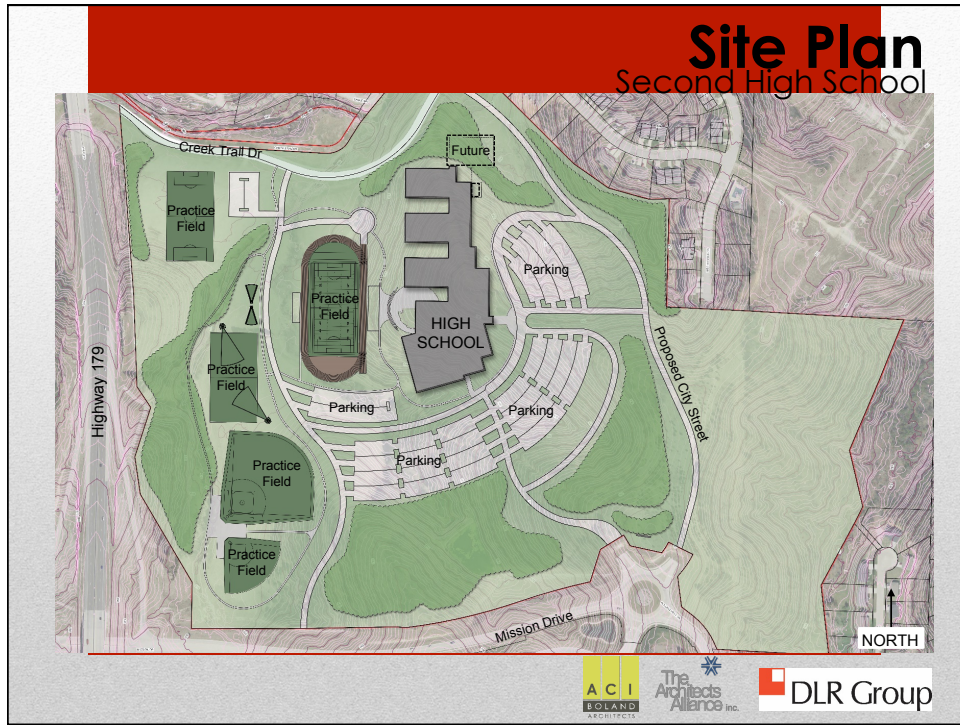 Site Plan
Second High School
Creek Trail Dr
Future
Practice
Field
Parking
Practice
Field
HIGH
SCHOOL
Highway 179
Practice
Field
Proposed City Street
Parking
Parking
Parking
Practice
Field
Practice
Field
Mission Drive
NORTH
ACI
BOLAND
ARCHITECTS
The
Architects
Alliance inc.
DLR Group